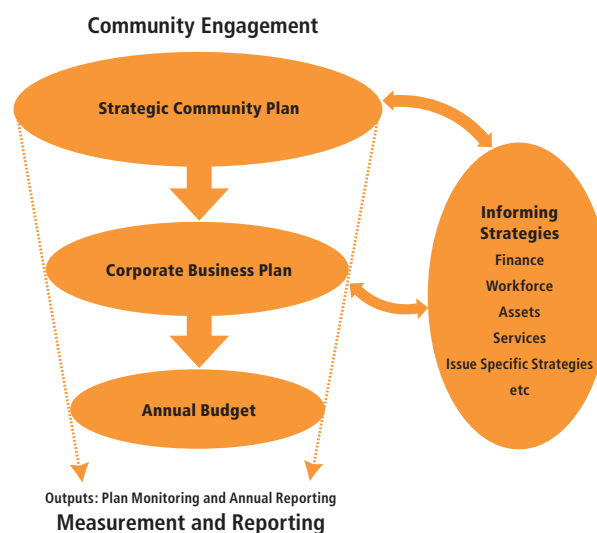 Community Engagement
Strategic Community Plan
Corporate Business Plan
Annual Budget
Informing
Strategies
Finance
Workforce
Assets
Services
Issue Specific Strategies
etc
Outputs: Plan Monitoring and Annual Reporting
Measurement and Reporting